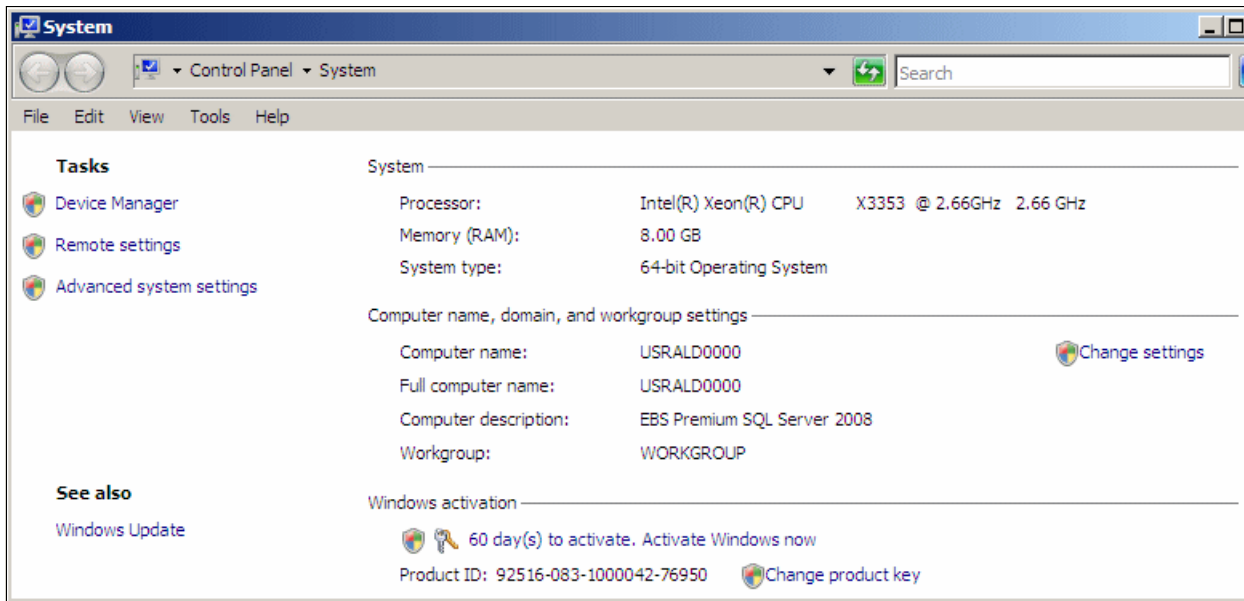 System
Control Panel System
Search
File Edit View Tools Help
Tasks
Device Manager
Remote settings
Advanced system settings
See also
Windows Update
System
Processor: Intel(R) Xeon(R) CPU X3353 @ 2.66GHz 2.66 GHz
Memory (RAM): 8.00 GB
System type: 64-bit Operating System
Computer name, domain, and workgroup settings
Computer name: USRALD0000 Change settings
Full computer name: USRALD0000
Computer description: EBS Premium SQL Server 2008
Workgroup: WORKGROUP
Windows activation
60 day(s) to activate. Activate Windows now
Product ID: 92516-083-1000042-76950 Change product key